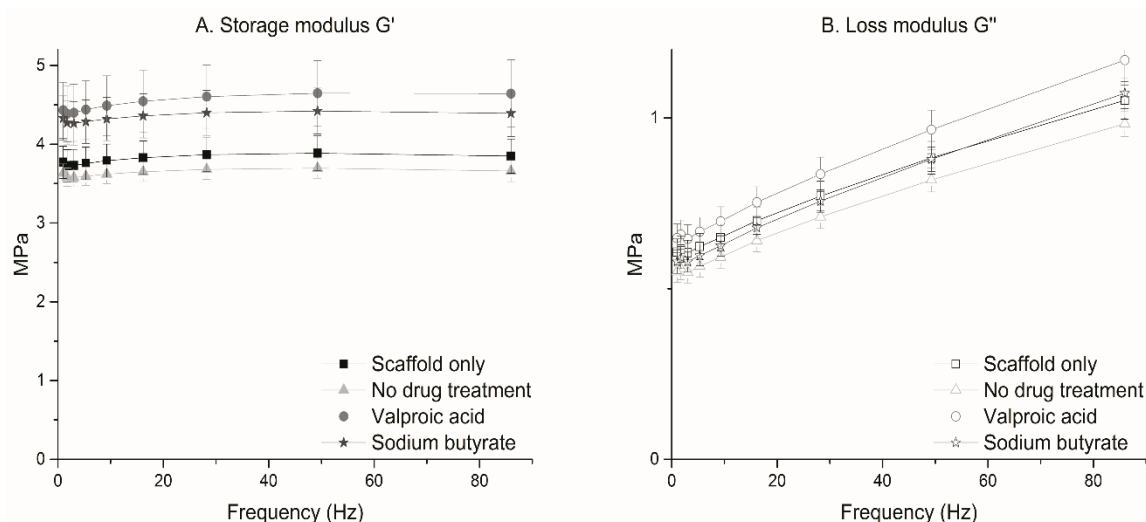 A. Storage modulus G'
5
4
3
2
1
0
MPa
0 20 40 60 80
Frequency (Hz)
Scaffold only
No drug treatment
Valproic acid
Sodium butyrate
B. Loss modulus G''
1
0
MPa
0 20 40 60 80
Frequency (Hz)
Scaffold only
No drug treatment
Valproic acid
Sodium butyrate